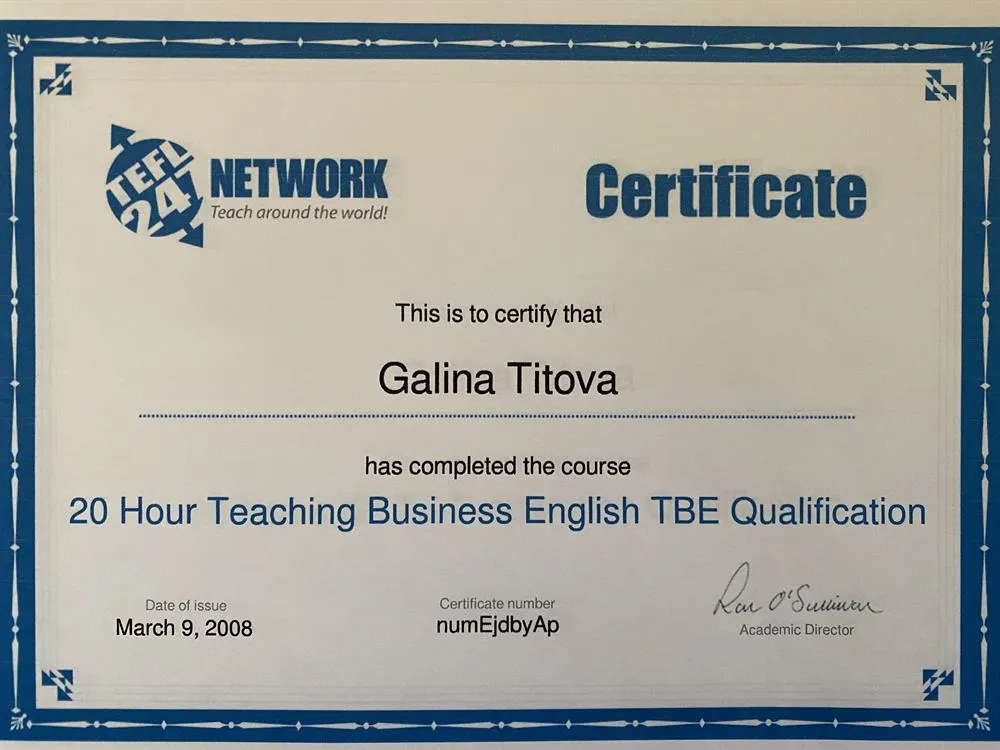 TEFL
24
NETWORK
Teach around the world!
Certificate
This is to certify that
Galina Titova
has completed the course
20 Hour Teaching Business English TBE Qualification
Date of issue
March 9, 2008
Certificate number
numEjdbyAp
O'Sullivan
Academic Director